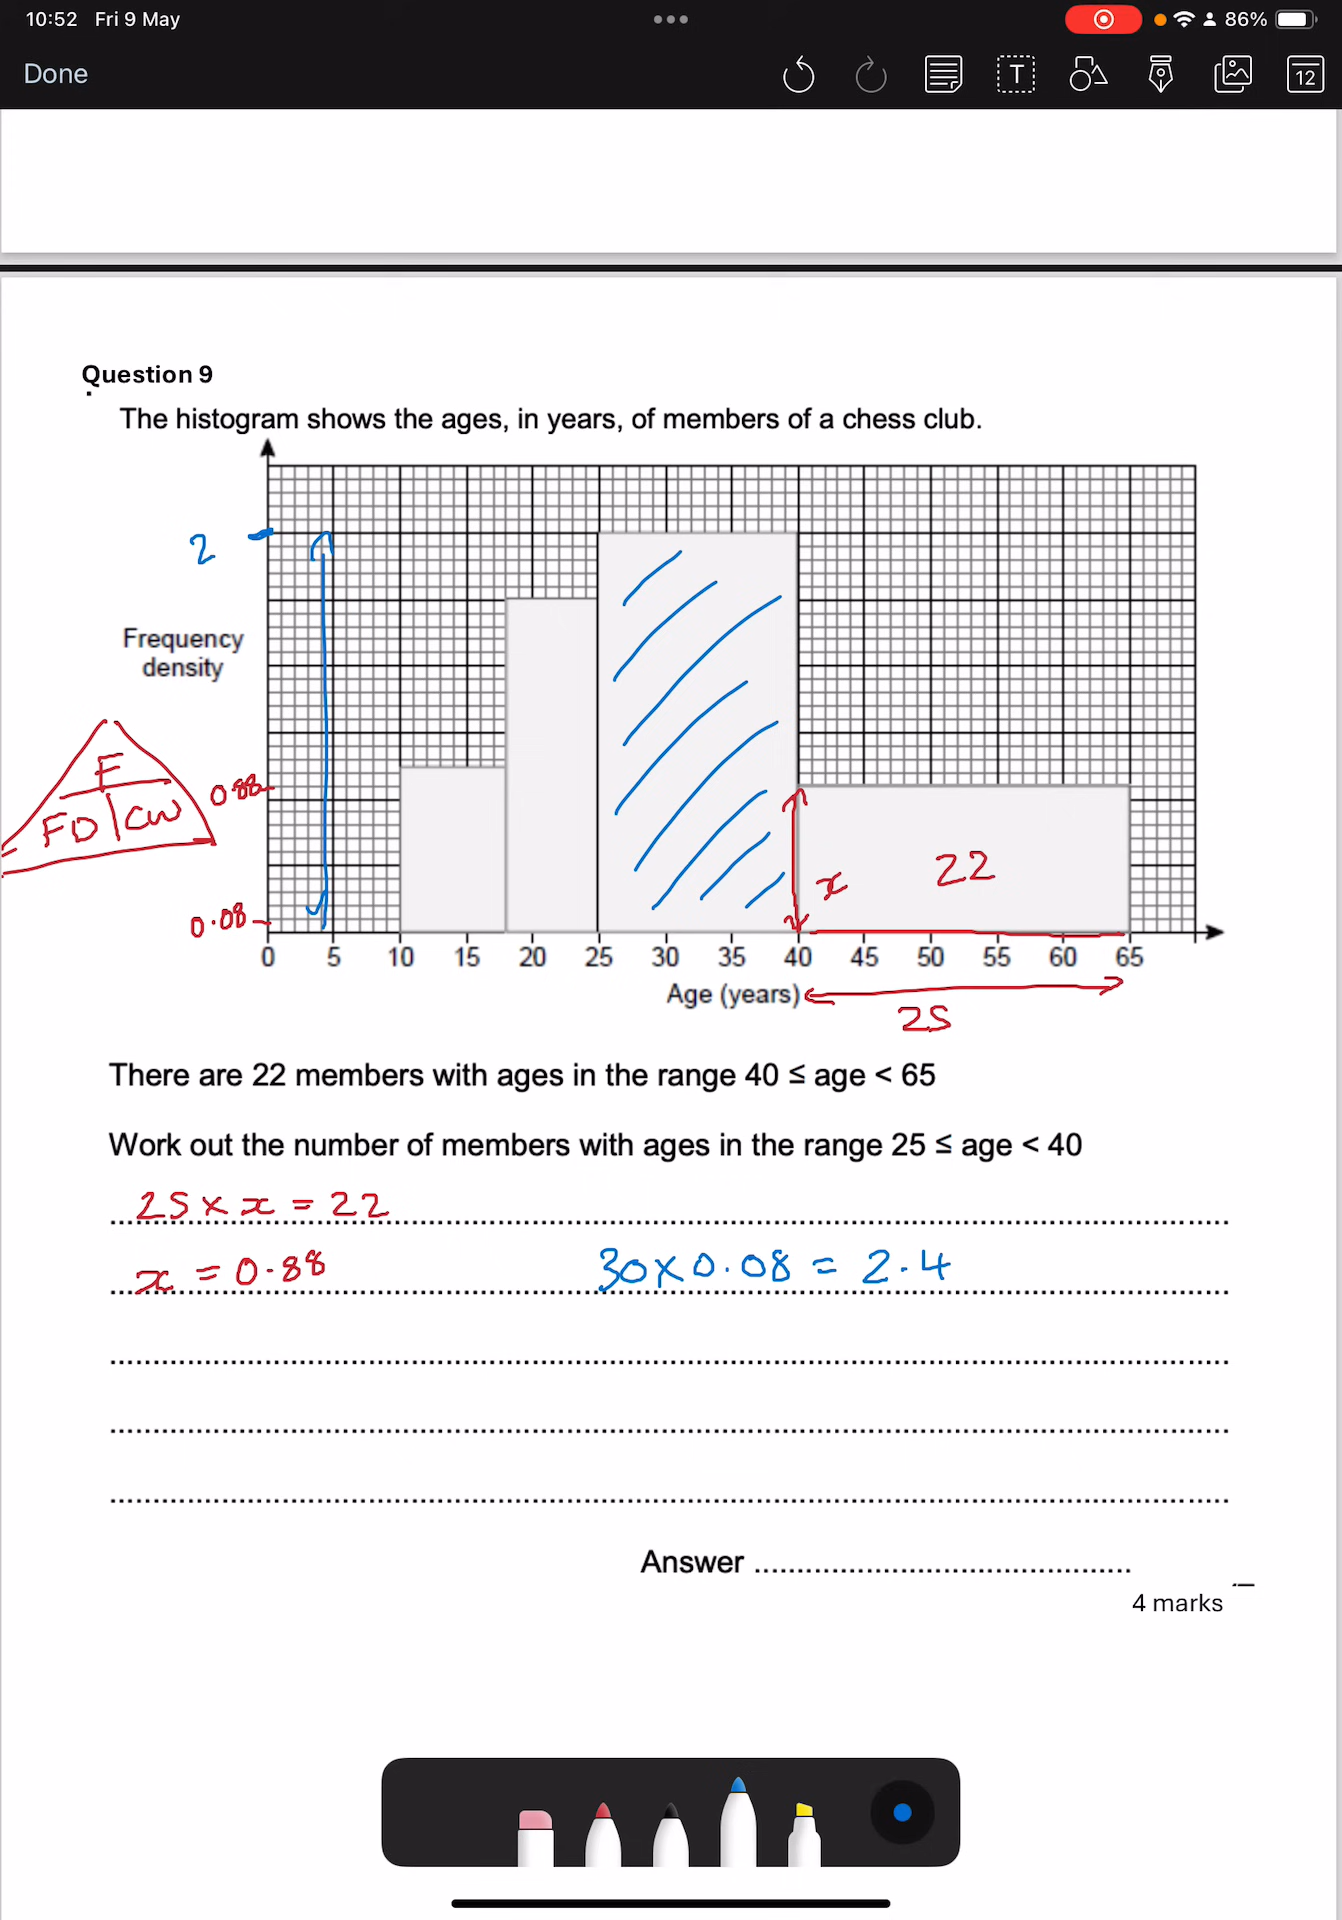 10:52 Fri 9 May
86%
Done
T
12
Question 9
The histogram shows the ages, in years, of members of a chess club.
2
Frequency
density
F
FD CW
0.88
0.08
x
22
0 5 10 15 20 25 30 35 40 45 50 55 60 65
Age (years)
25
There are 22 members with ages in the range 40 ≤ age < 65
Work out the number of members with ages in the range 25 ≤ age < 40
25 × x = 22
x = 0.88 30 × 0.08 = 2.4
Answer
4 marks